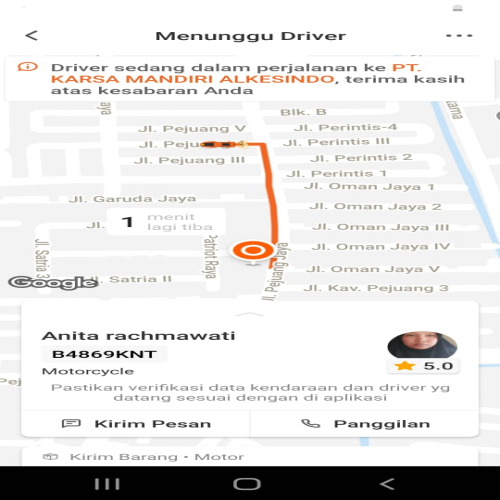 Menunggu Driver
Driver sedang dalam perjalanan ke PT.
KARSA MANDIRI ALKESINDO, terima kasih
atas kesabaran Anda
Blk. B
Jl. Pejuang V
Jl. Perintis-4
Jl. Perintis III
Jl. Pejuang III
Jl. Perintis 2
Jl. Perintis 1
Jl. Oman Jaya 1
Jl. Garuda Jaya
Jl. Oman Jaya 2
1 menit
lagi tiba
Jl.
Jl. Oman Jaya III
Patriot Raya
Jl. Pejuang Jaya
Jl. Satria 3
Jl. Oman Jaya IV
Jl. Oman Jaya V
Google
Jl. Satria II
Jl. Kav. Pejuang 3
Anita rachmawati
B4869KNT
Motorcycle
5.0
Pastikan verifikasi data kendaraan dan driver yg
datang sesuai dengan di aplikasi
Kirim Pesan
Panggilan
Kirim Barang • Motor